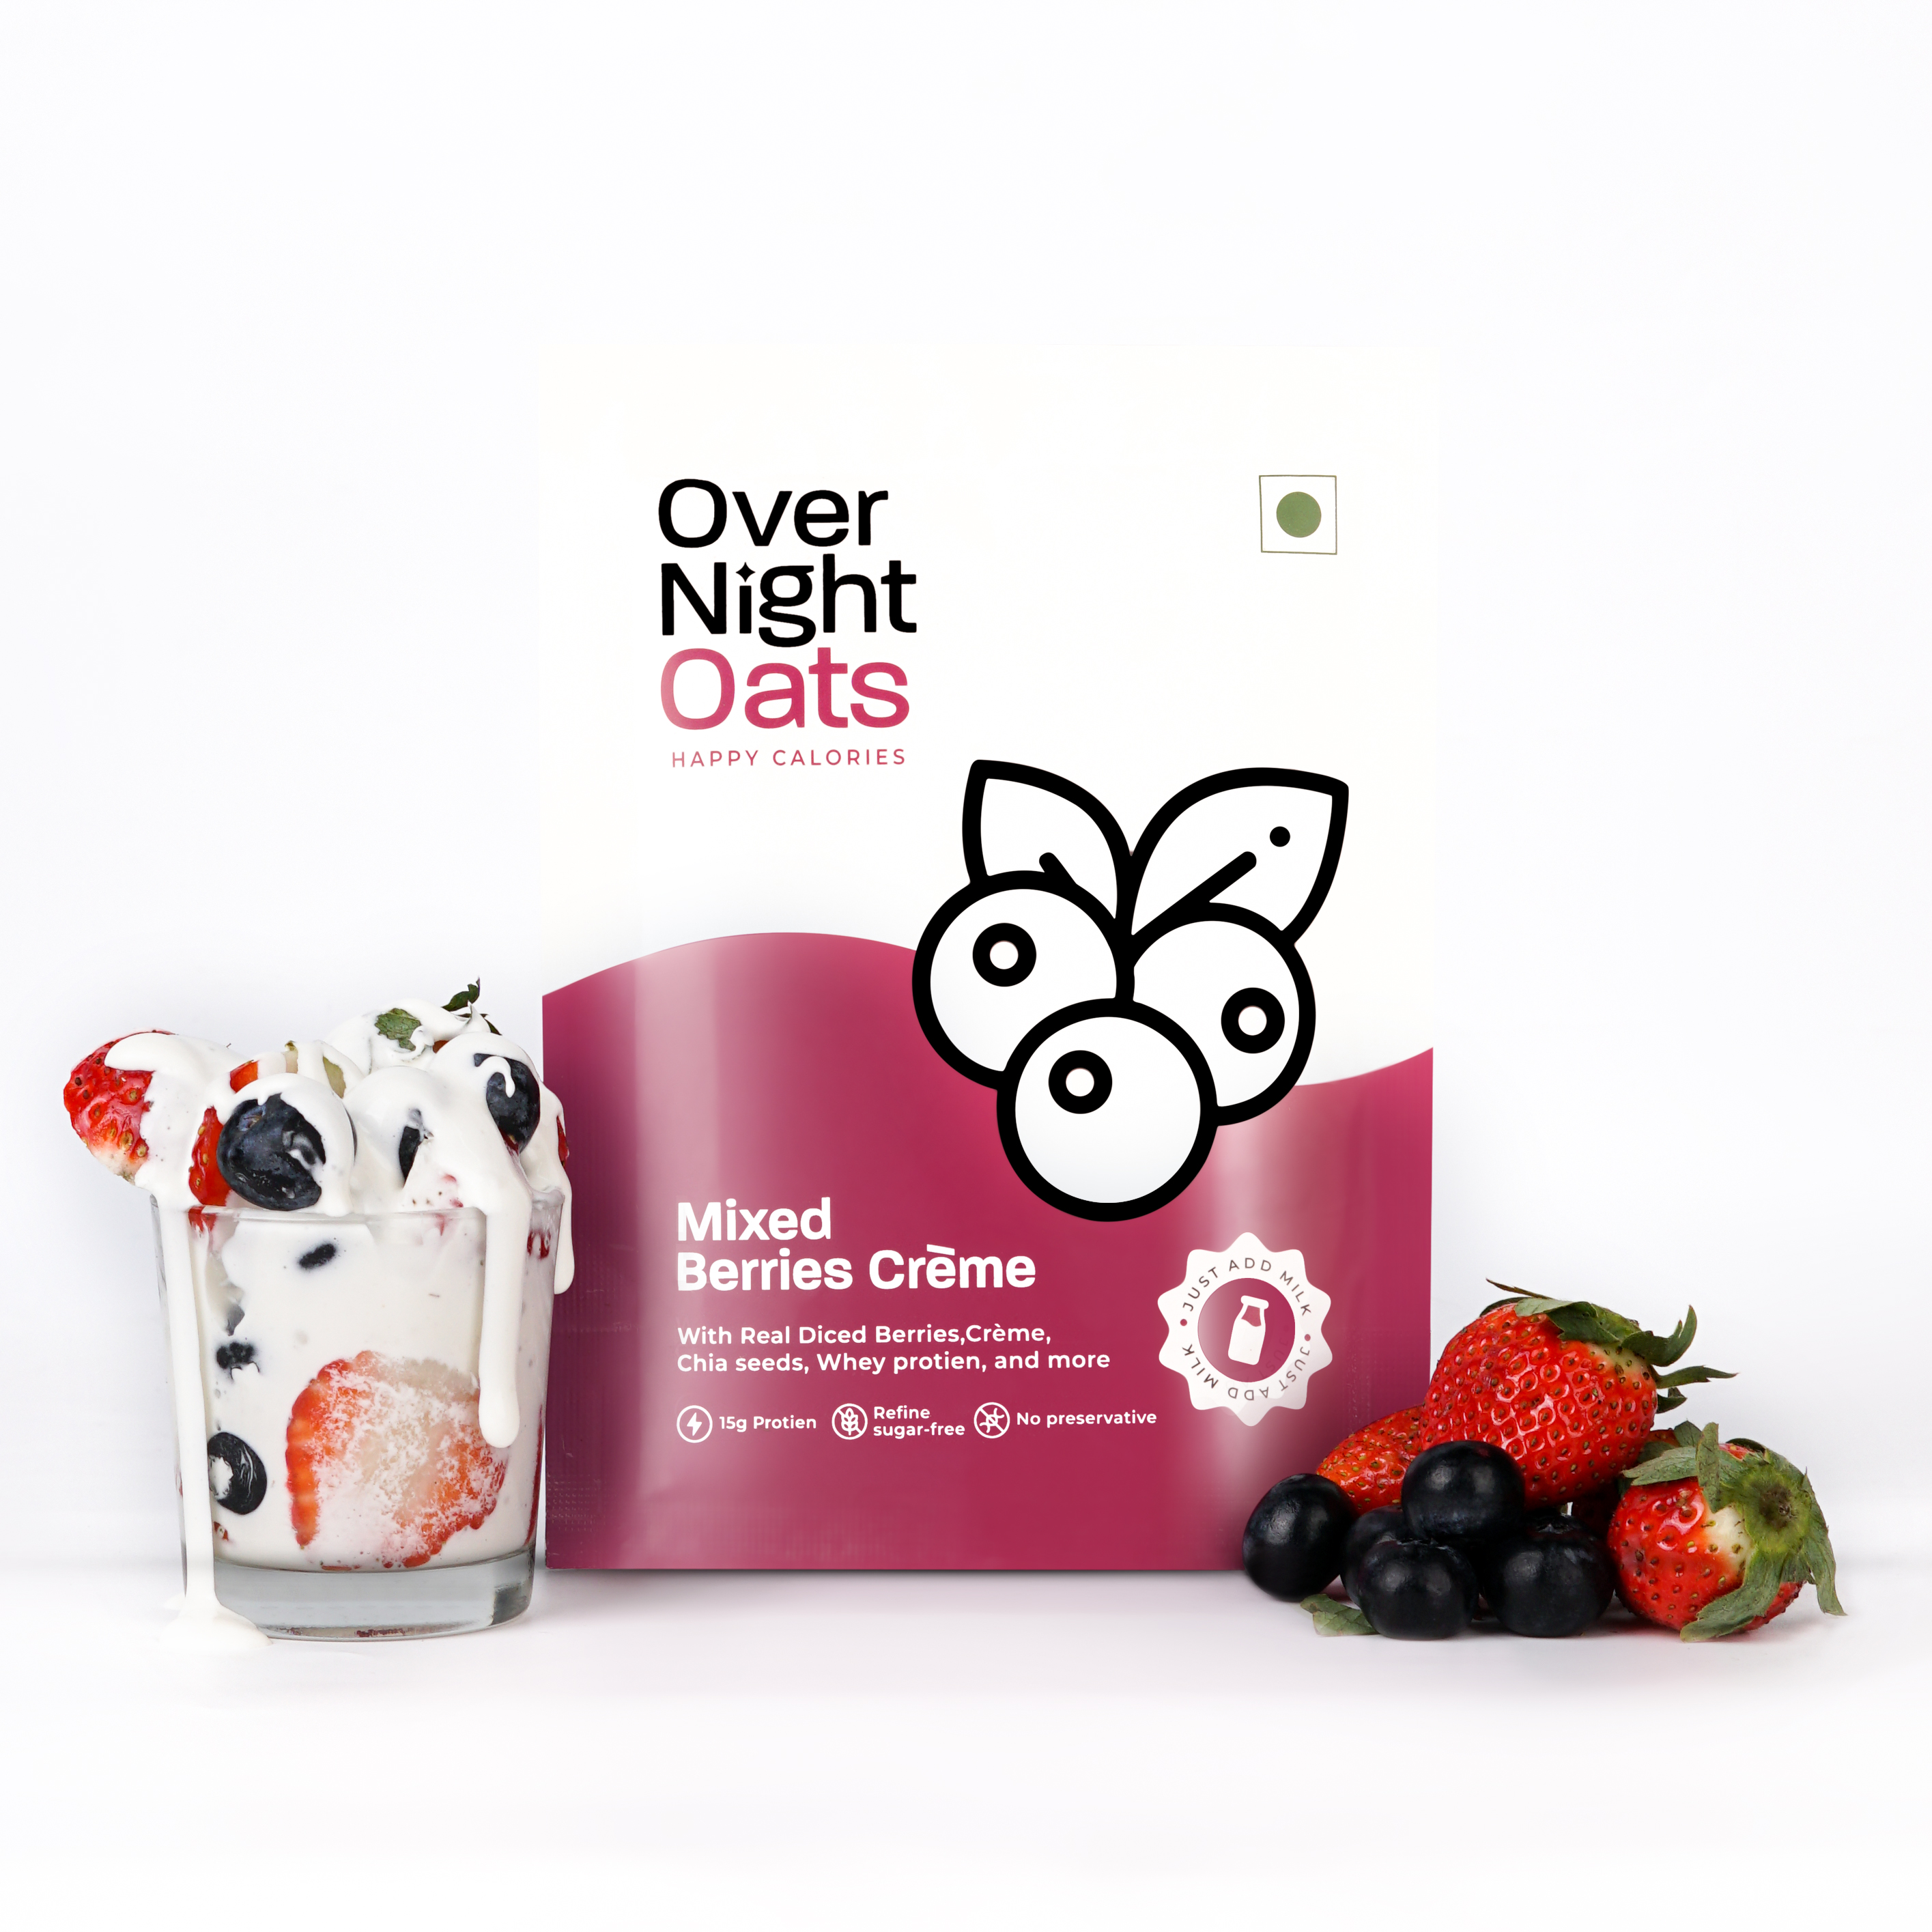 Over
Night
Oats
HAPPY CALORIES
Mixed
Berries Crēme
With Real Diced Berries,Crème,
Chia seeds, Whey protien, and more
15g Protien
Refine
sugar-free
No preservative
JUST ADD MILK • JUST ADD MILK •